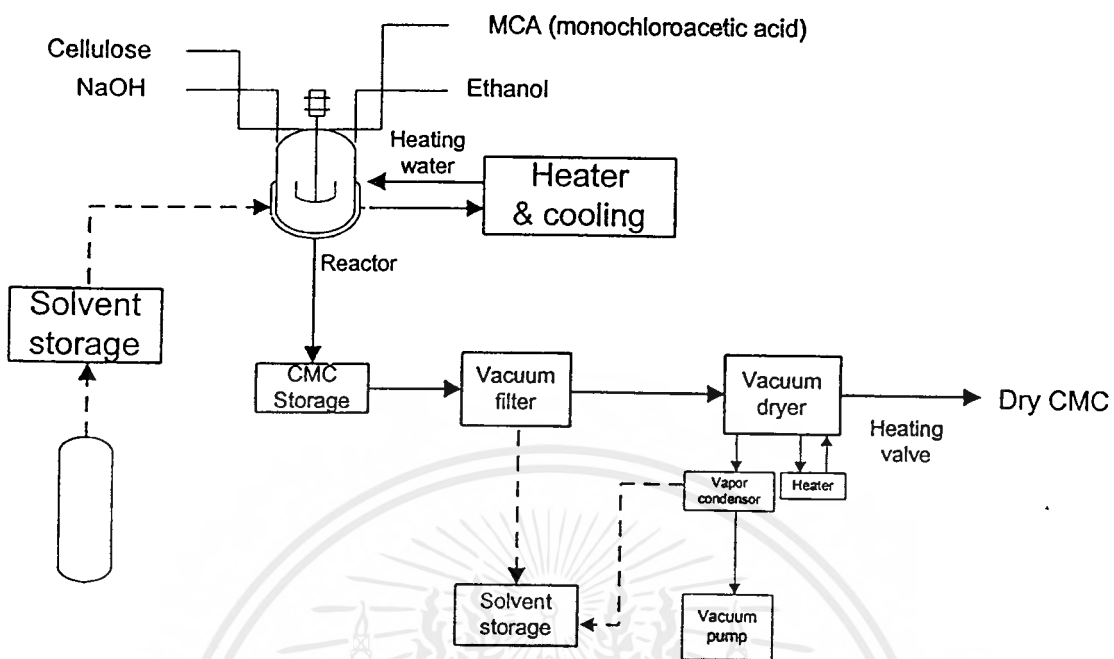 MCA (monochloroacetic acid)
Cellulose
NaOH
Ethanol
Heating
water
Heater
& cooling
Reactor
Solvent
storage
CMC
Storage
Vacuum
filter
Vacuum
dryer
Dry CMC
Heating
valve
Vapor
condensor
Heater
Solvent
storage
Vacuum
pump